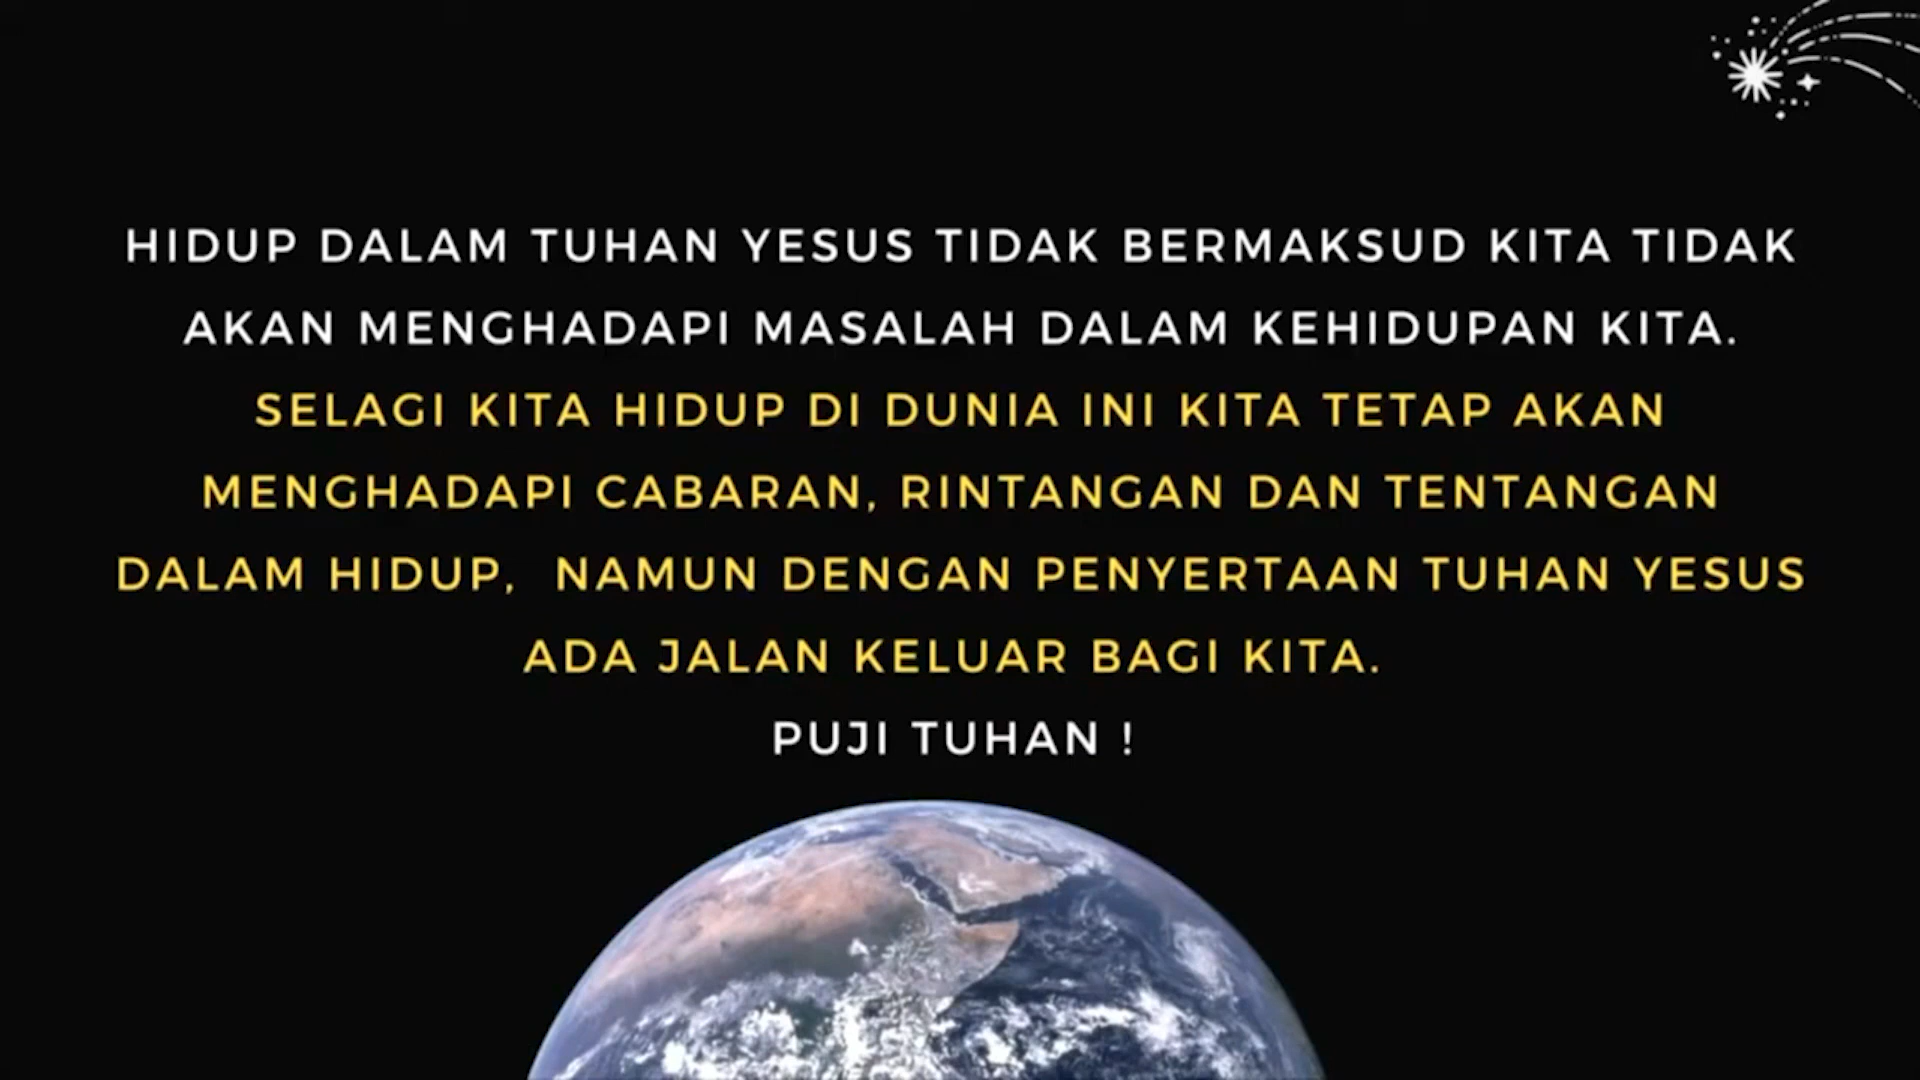 HIDUP DALAM TUHAN YESUS TIDAK BERMAKSUD KITA TIDAK
AKAN MENGHADAPI MASALAH DALAM KEHIDUPAN KITA.
SELAGI KITA HIDUP DI DUNIA INI KITA TETAP AKAN
MENGHADAPI CABARAN, RINTANGAN DAN TENTANGAN
DALAM HIDUP,  NAMUN DENGAN PENYERTAAN TUHAN YESUS
ADA JALAN KELUAR BAGI KITA.
PUJI TUHAN !